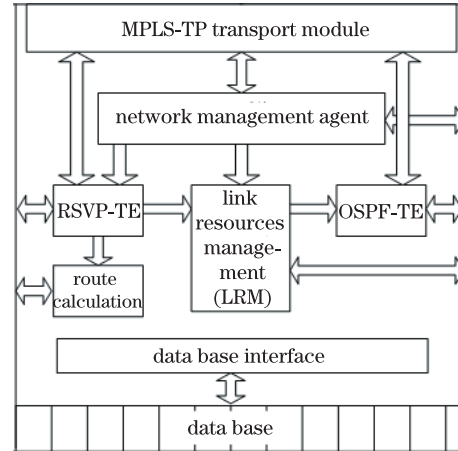 MPLS-TP transport module
network management agent
RSVP-TE
link
resources
manage-
ment
(LRM)
OSPF-TE
route
calculation
data base interface
data base